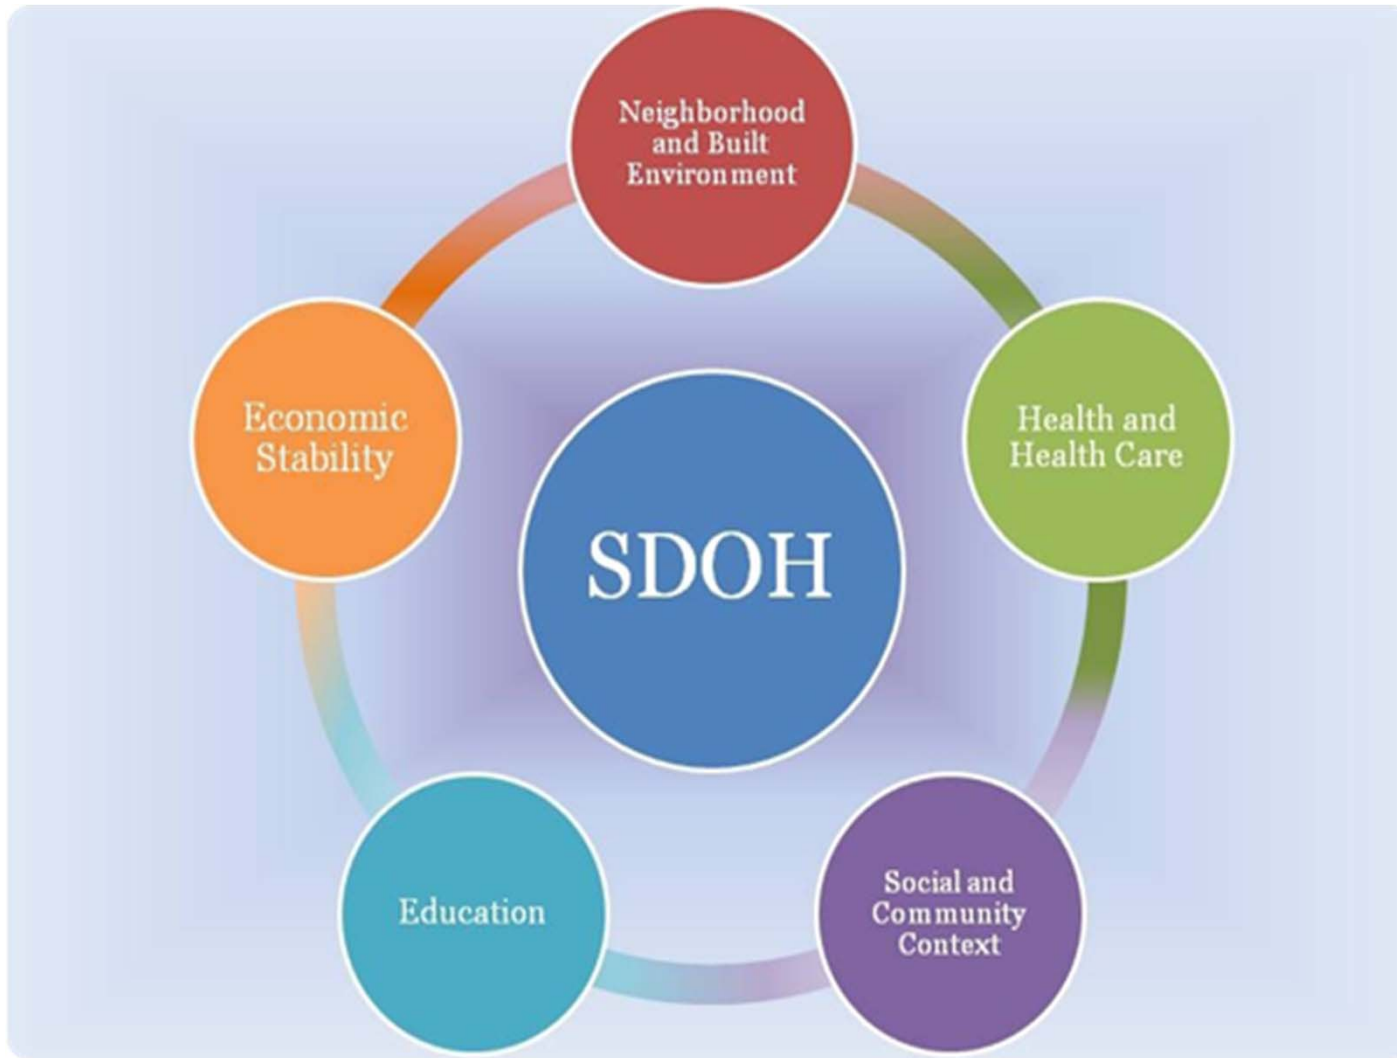 Neighborhood
and Built
Environment
Economic
Stability
Health and
Health Care
SDOH
Education
Social and
Community
Context